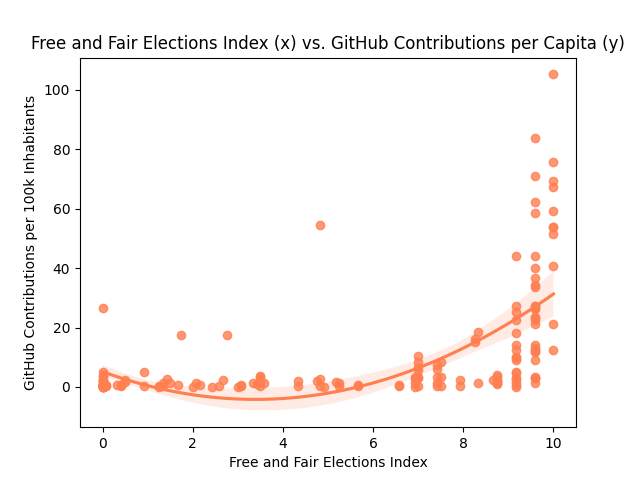 Free and Fair Elections Index (x) vs. GitHub Contributions per Capita (y)
GitHub Contributions per 100k Inhabitants
100
80
60
40
20
0
0 2 4 6 8 10
Free and Fair Elections Index